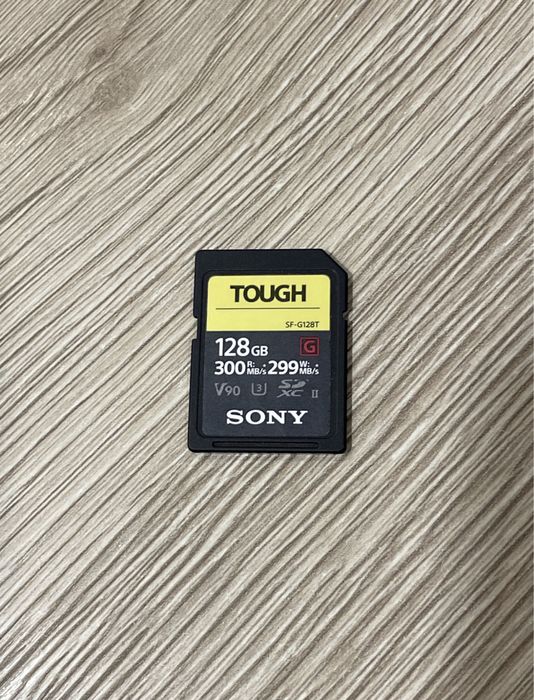 TOUGH
SF-G128T
128GB G
300 R: MB/s 299 W: MB/s
V90 3 SDXC II
SONY